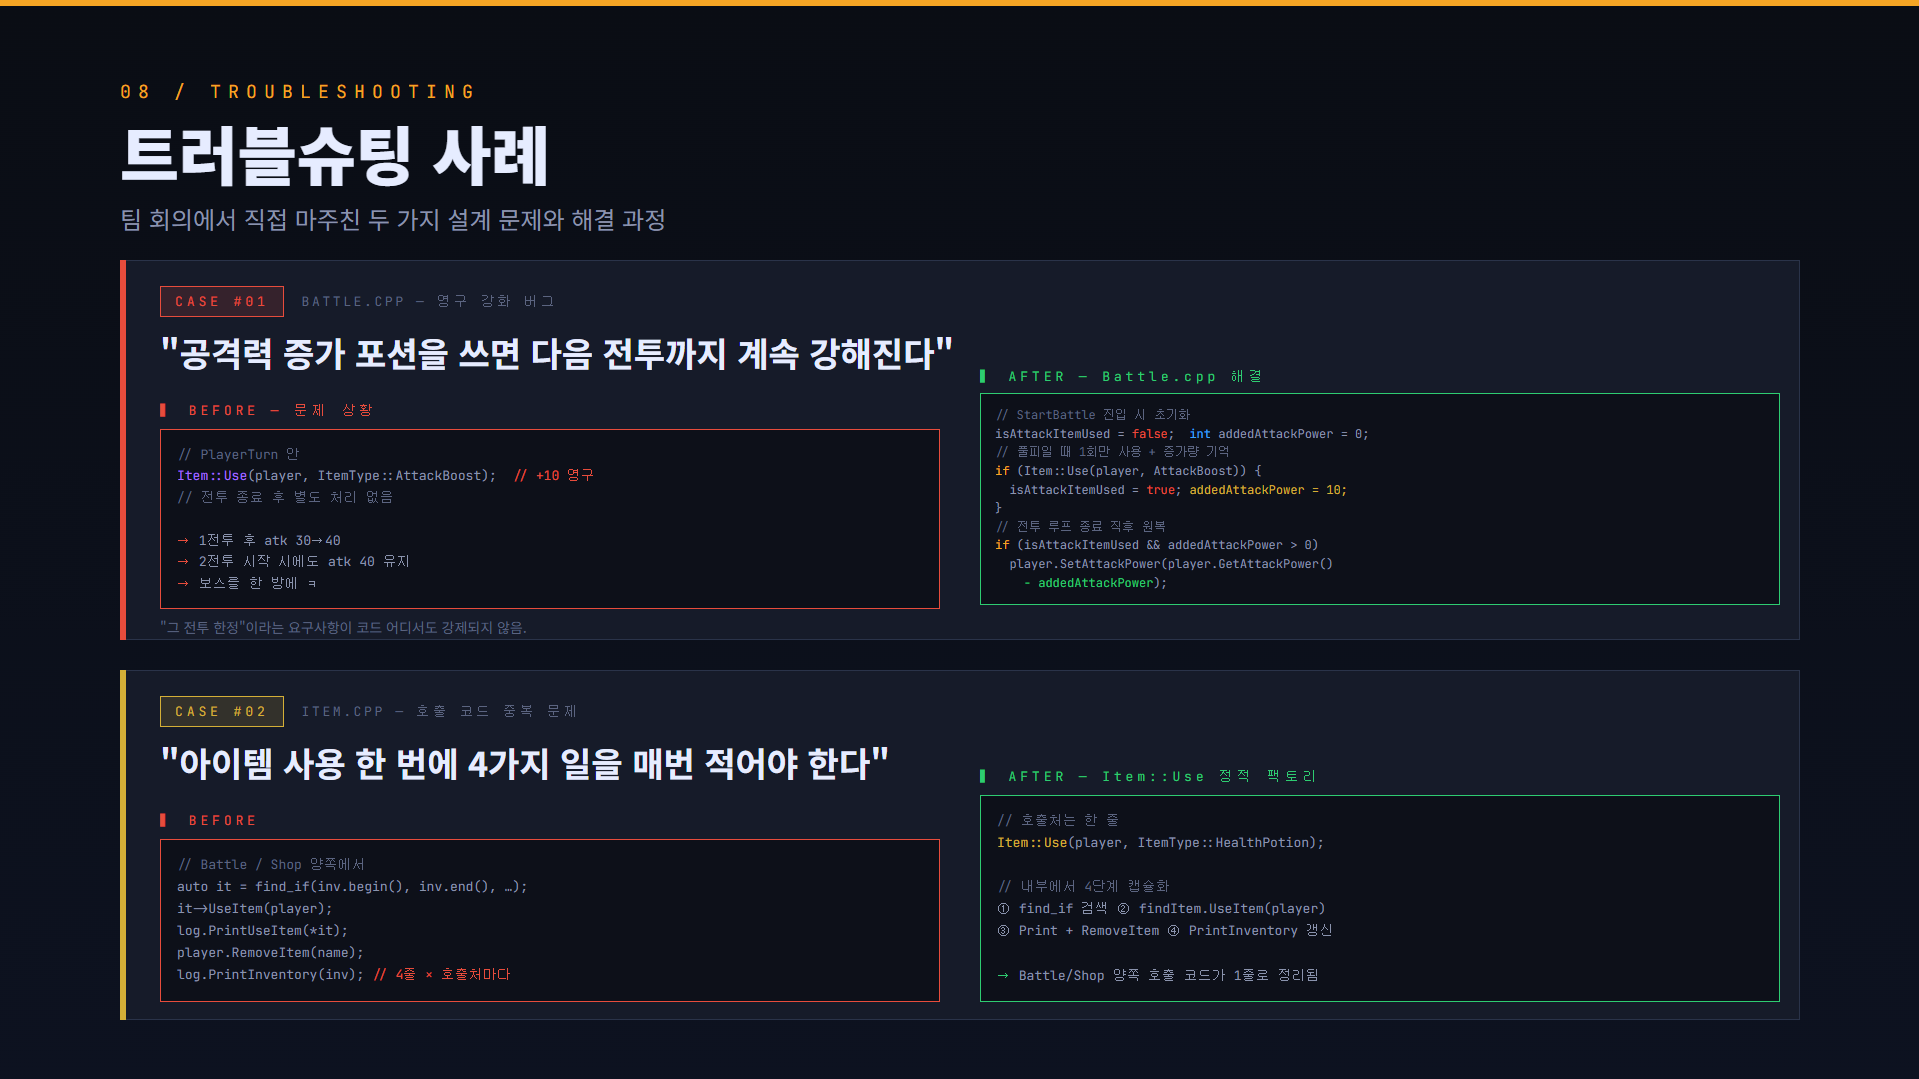 08 / TROUBLESHOOTING
트러블슈팅 사례
팀 회의에서 직접 마주친 두 가지 설계 문제와 해결 과정
CASE #01 BATTLE.CPP — 영구 강화 버그
"공격력 증가 포션을 쓰면 다음 전투까지 계속 강해진다"
BEFORE — 문제 상황
// PlayerTurn 안
Item::Use(player, ItemType::AttackBoost); // +10 영구
// 전투 종료 후 별도 처리 없음
→ 1전투 후 atk 30→40
→ 2전투 시작 시에도 atk 40 유지
→ 보스를 한 방에 ㅋ
"그 전투 한정"이라는 요구사항이 코드 어디서도 강제되지 않음.
AFTER — Battle.cpp 해결
// StartBattle 진입 시 초기화
isAttackItemUsed = false; int addedAttackPower = 0;
// 풀피일 때 1회만 사용 + 증가량 기억
if (Item::Use(player, AttackBoost)) {
isAttackItemUsed = true; addedAttackPower = 10;
}
// 전투 루프 종료 직후 원복
if (isAttackItemUsed && addedAttackPower > 0)
player.SetAttackPower(player.GetAttackPower()
- addedAttackPower);
CASE #02 ITEM.CPP — 호출 코드 중복 문제
"아이템 사용 한 번에 4가지 일을 매번 적어야 한다"
BEFORE
// Battle / Shop 양쪽에서
auto it = find_if(inv.begin(), inv.end(), …);
it->UseItem(player);
log.PrintUseItem(*it);
player.RemoveItem(name);
log.PrintInventory(inv); // 4줄 × 호출처마다
AFTER — Item::Use 정적 팩토리
// 호출처는 한 줄
Item::Use(player, ItemType::HealthPotion);
// 내부에서 4단계 캡슐화
① find_if 검색 ② findItem.UseItem(player)
③ Print + RemoveItem ④ PrintInventory 갱신
→ Battle/Shop 양쪽 호출 코드가 1줄로 정리됨